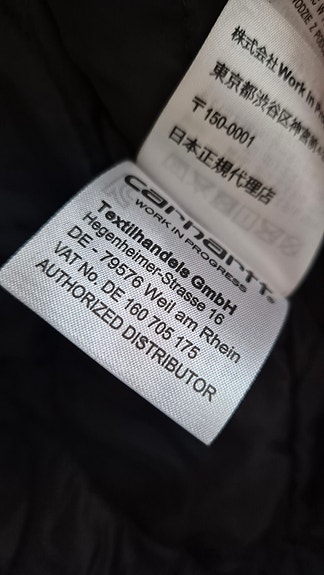 株式会社Work in
東京都渋谷区神宮
〒150-0001
日本正規代理店
carhartt®
WORK IN PROGRESS
Textilhandels GmbH
Hegenheimer-Strasse 16
DE - 79576 Weil am Rhein
VAT No. DE 160 705 175
AUTHORIZED DISTRIBUTOR